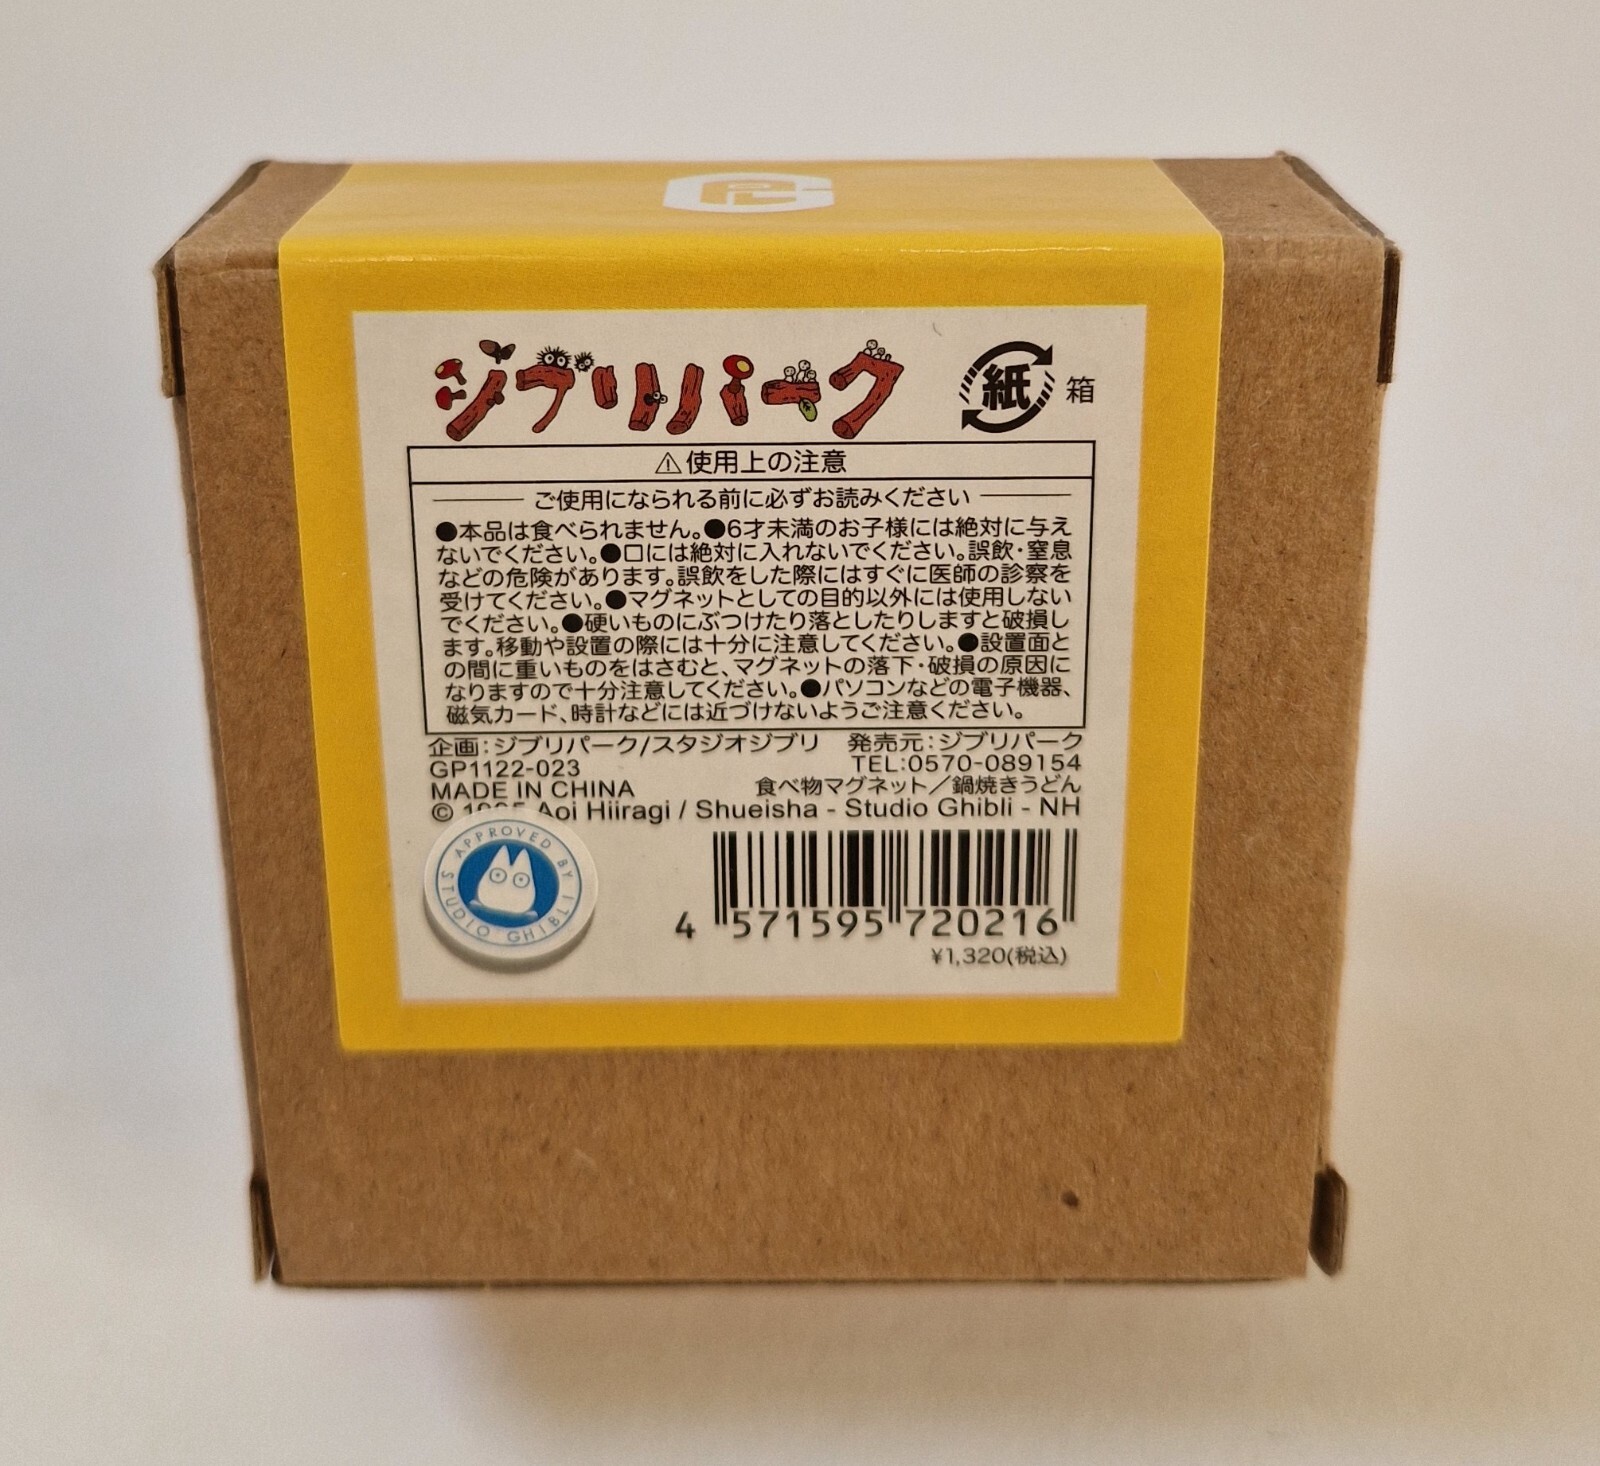 ジブリパーク
紙 箱
⚠使用上の注意
ご使用になられる前に必ずお読みください
●本品は食べられません。●6才未満のお子様には絶対に与え
ないでください。●口には絶対に入れないでください。誤飲・窒息
などの危険があります。誤飲をした際にはすぐに医師の診察を
受けてください。●マグネットとしての目的以外には使用しない
でください。●硬いものにぶつけたり落としたりしますと破損し
ます。移動や設置の際には十分に注意してください。●設置面と
の間に重いものをはさむと、マグネットの落下・破損の原因に
なりますので十分注意してください。●パソコンなどの電子機器、
磁気カード、時計などには近づけないようご注意ください。
企画：ジブリパーク/スタジオジブリ 発売元：ジブリパーク
GP1122-023 TEL:0570-089154
MADE IN CHINA 食べ物マグネット／鍋焼きうどん
© 1995 Aoi Hiiragi / Shueisha - Studio Ghibli - NH
APPROVED BY STUDIO GHIBLI
4 571595 720216
¥1,320(税込)